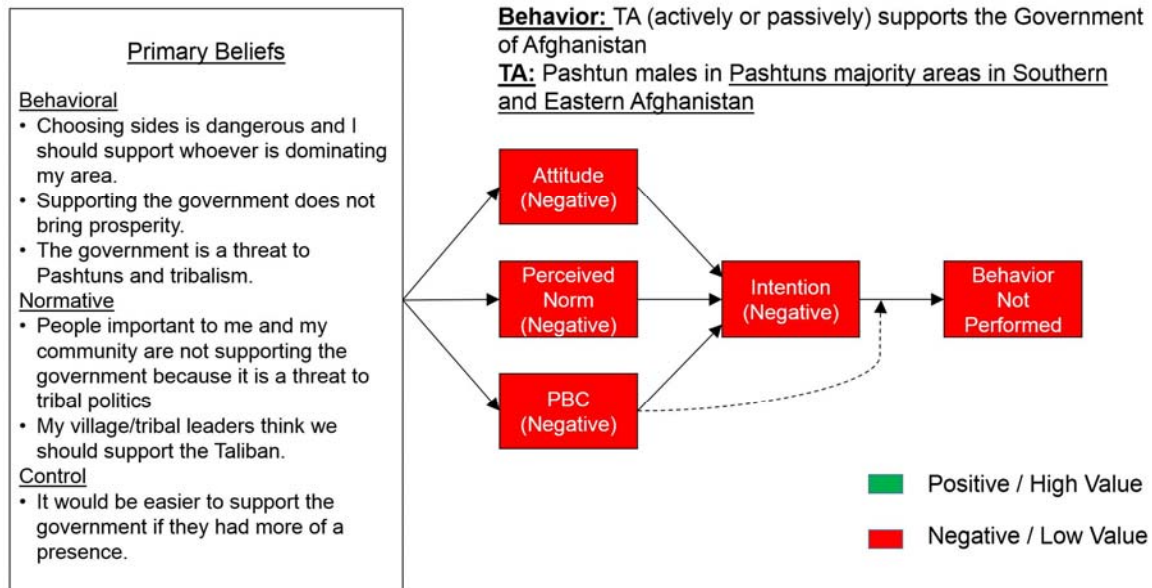 Primary Beliefs
Behavioral
• Choosing sides is dangerous and I
should support whoever is dominating
my area.
• Supporting the government does not
bring prosperity.
• The government is a threat to
Pashtuns and tribalism.
Normative
• People important to me and my
community are not supporting the
government because it is a threat to
tribal politics
• My village/tribal leaders think we
should support the Taliban.
Control
• It would be easier to support the
government if they had more of a
presence.
Behavior: TA (actively or passively) supports the Government
of Afghanistan
TA: Pashtun males in Pashtuns majority areas in Southern
and Eastern Afghanistan
Attitude
(Negative)
Perceived
Norm
(Negative)
PBC
(Negative)
Intention
(Negative)
Behavior
Not
Performed
Positive / High Value
Negative / Low Value